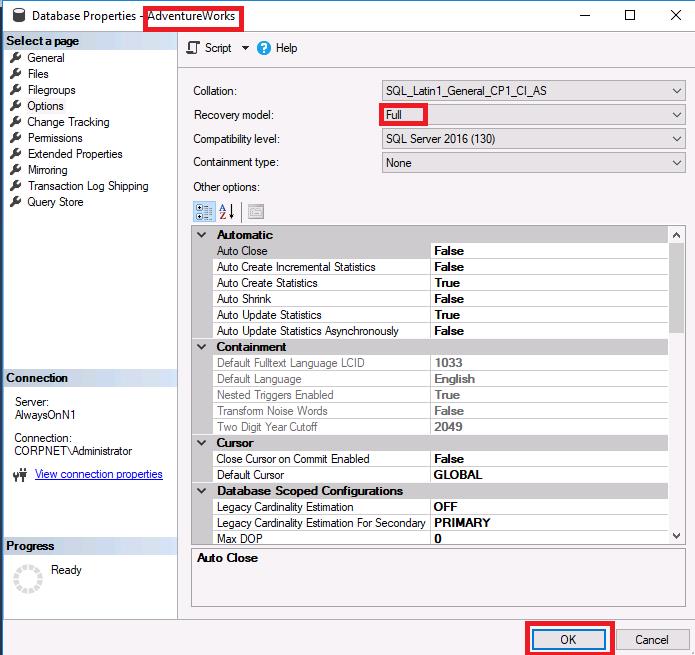 Database Properties - AdventureWorks
Select a page
General
Files
Filegroups
Options
Change Tracking
Permissions
Extended Properties
Mirroring
Transaction Log Shipping
Query Store
Connection
Server:
AlwaysOnN1
Connection:
CORPNET\Administrator
View connection properties
Progress
Ready
Script Help
Collation: SQL_Latin1_General_CP1_CI_AS
Recovery model: Full
Compatibility level: SQL Server 2016 (130)
Containment type: None
Other options:
Automatic
Auto Close False
Auto Create Incremental Statistics False
Auto Create Statistics True
Auto Shrink False
Auto Update Statistics True
Auto Update Statistics Asynchronously False
Containment
Default Fulltext Language LCID 1033
Default Language English
Nested Triggers Enabled True
Transform Noise Words False
Two Digit Year Cutoff 2049
Cursor
Close Cursor on Commit Enabled False
Default Cursor GLOBAL
Database Scoped Configurations
Legacy Cardinality Estimation OFF
Legacy Cardinality Estimation For Secondary PRIMARY
Max DOP 0
Auto Close
OK Cancel